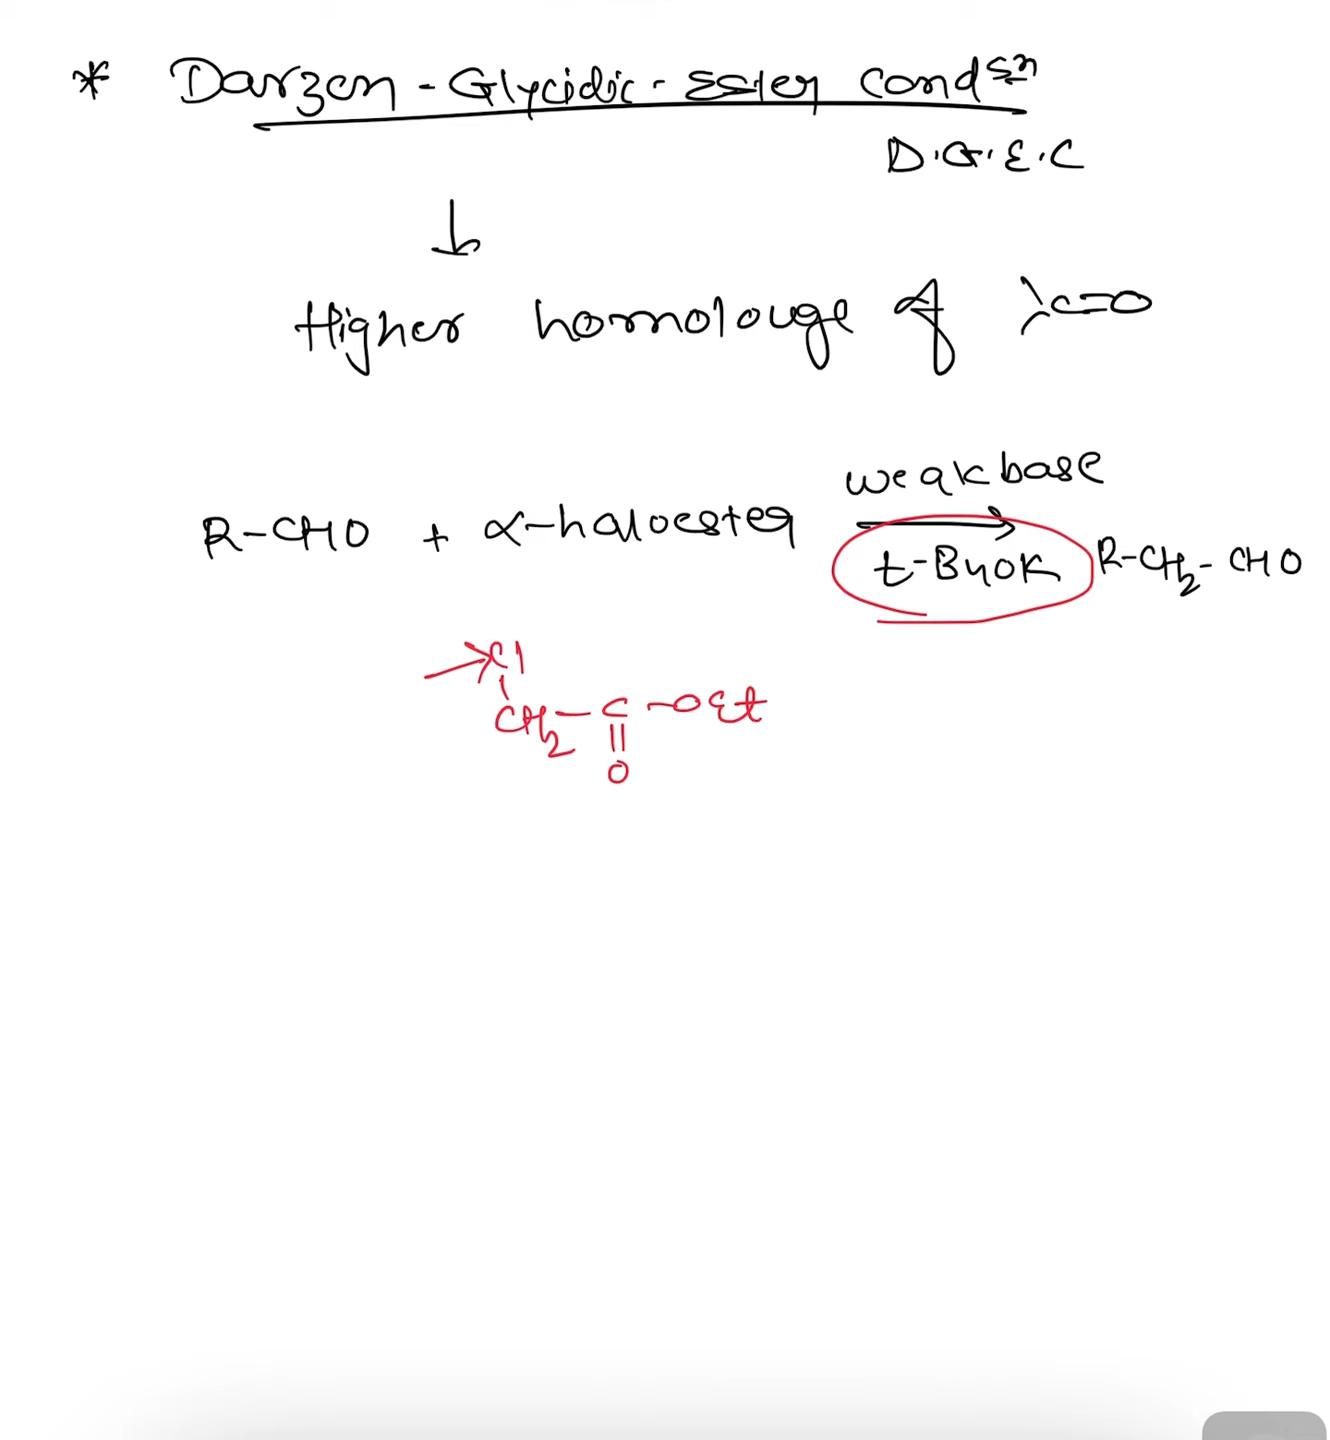 * Darzen-Glycidic-Ester Condsn
D.G.E.C
↓
Higher homolouge of >C=O
weak base
R-CHO + α-haloester ⟶
t-BuOK R-CH2-CHO
Cl
CH2-C-OEt
O